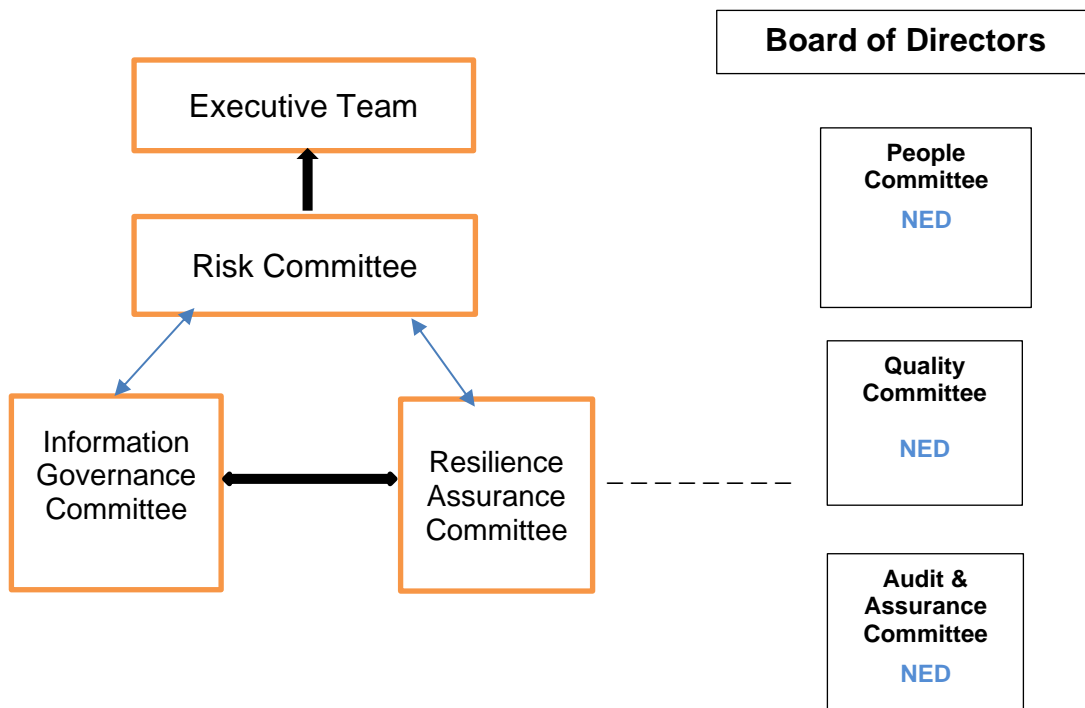 Board of Directors
Executive Team
Risk Committee
Information
Governance
Committee
Resilience
Assurance
Committee
People
Committee
NED
Quality
Committee
NED
Audit &
Assurance
Committee
NED